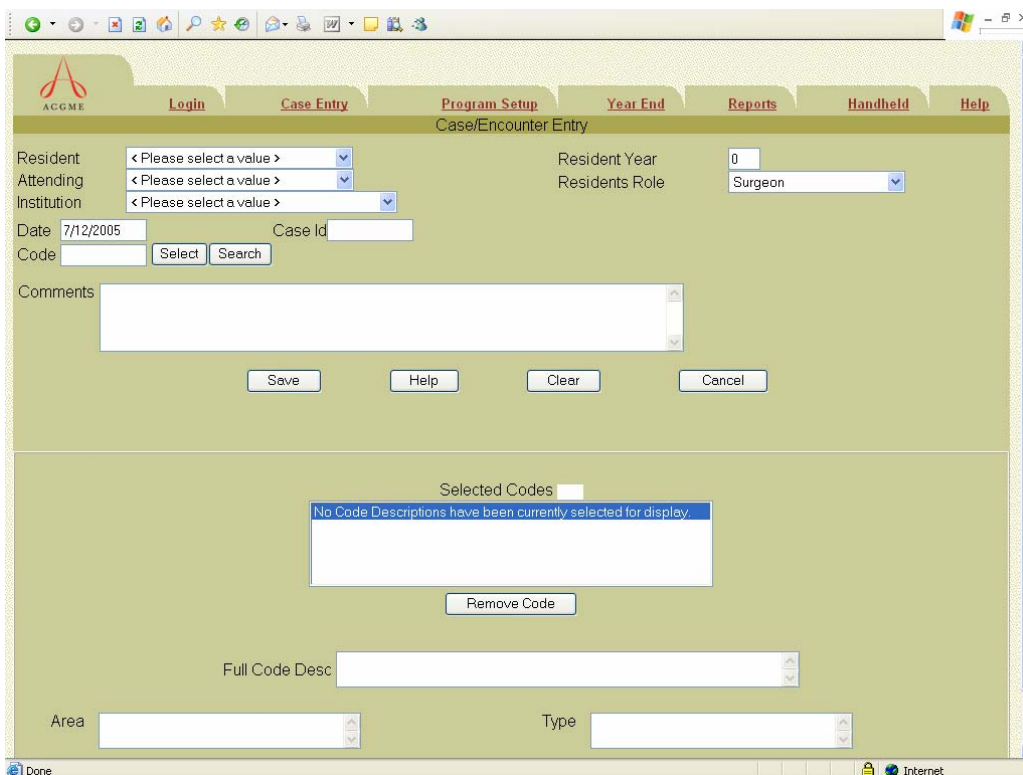 ACGME
Login Case Entry Program Setup Year End Reports Handheld Help
Case/Encounter Entry
Resident < Please select a value > Resident Year 0
Attending < Please select a value > Residents Role Surgeon
Institution < Please select a value >
Date 7/12/2005 Case Id
Code Select Search
Comments
Save Help Clear Cancel
Selected Codes
No Code Descriptions have been currently selected for display.
Remove Code
Full Code Desc
Area Type
Done Internet